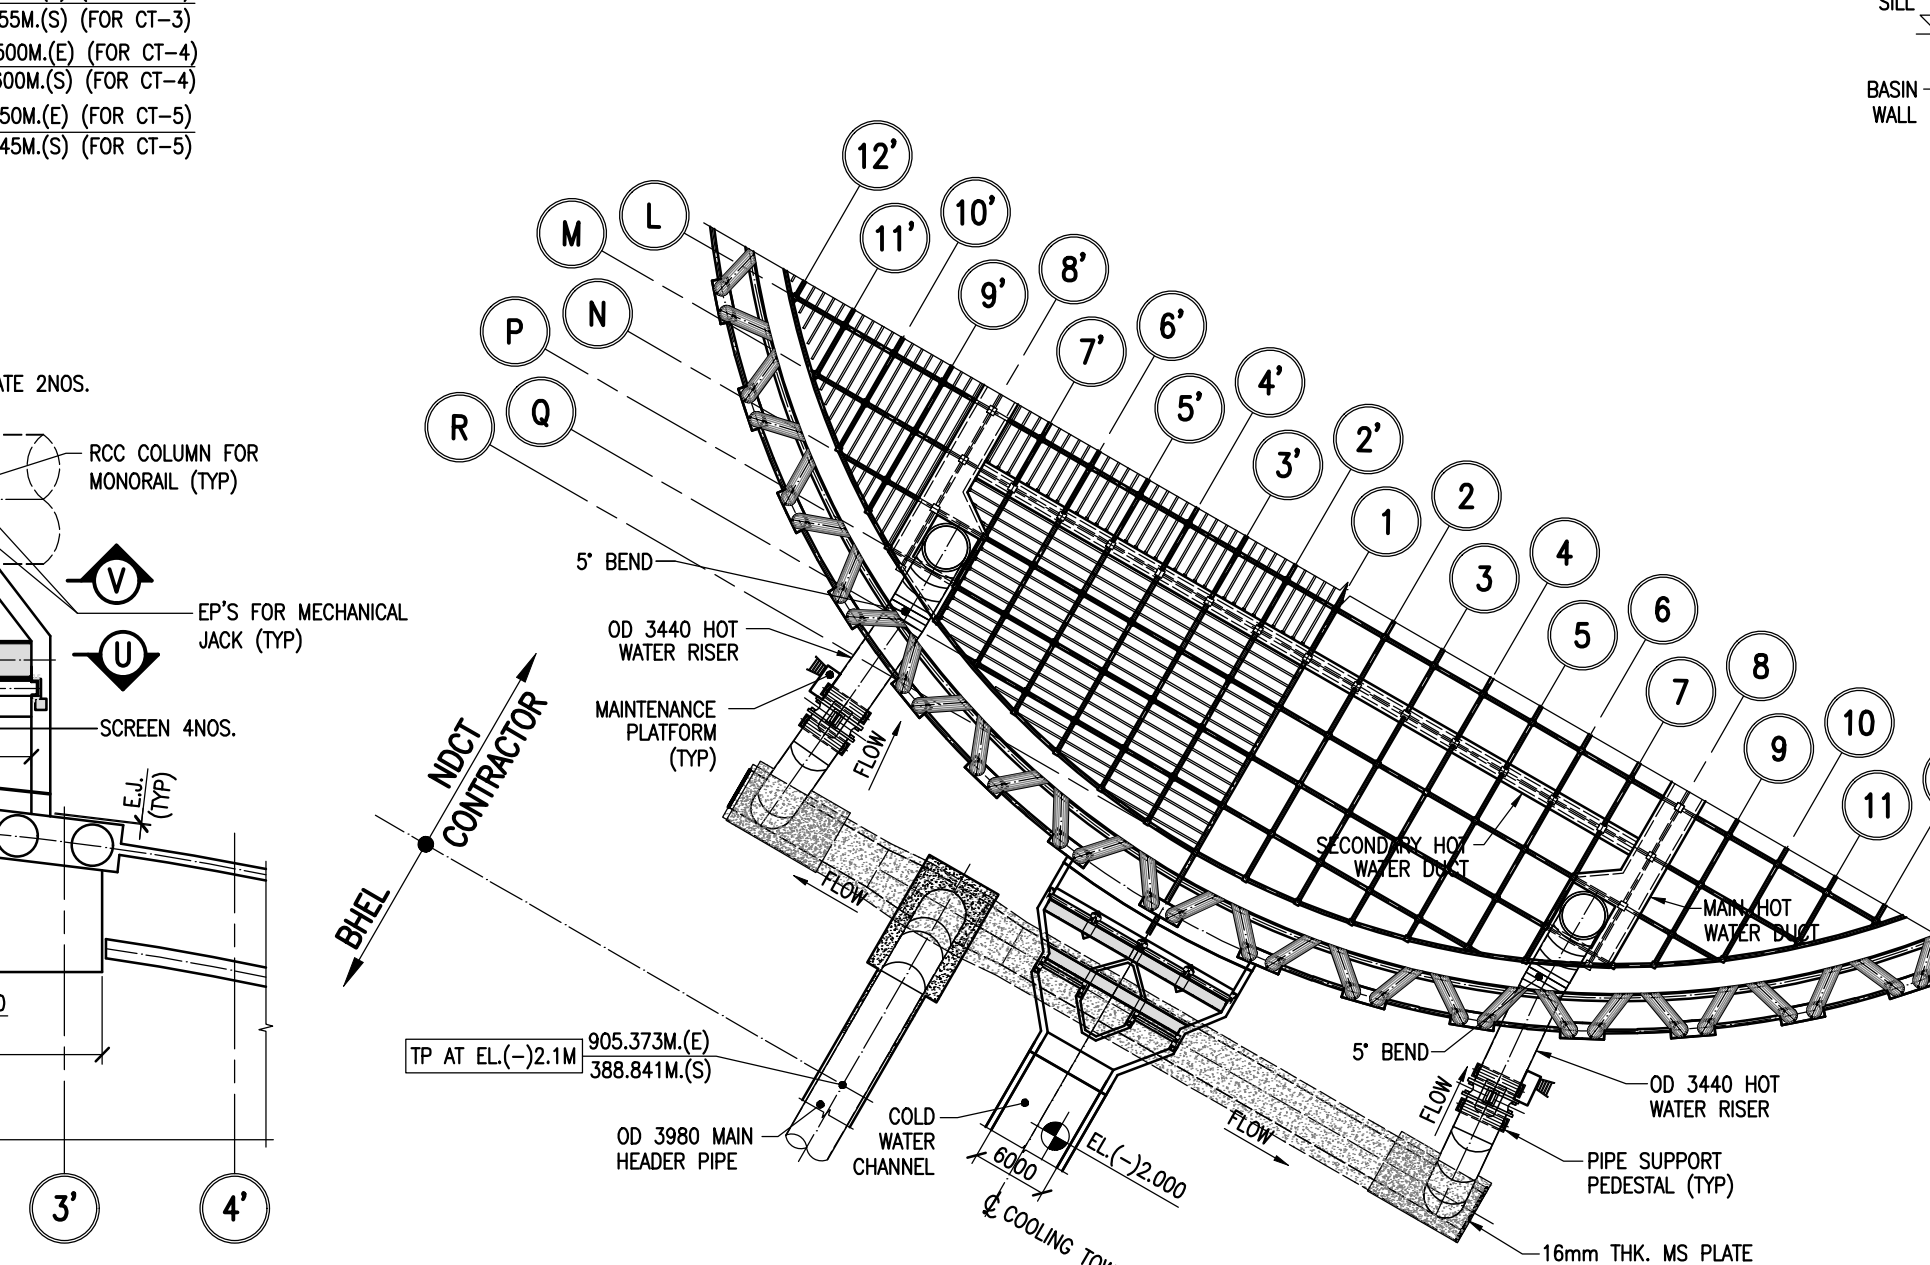 55M.(S) (FOR CT-3)
500M.(E) (FOR CT-4)
600M.(S) (FOR CT-4)
50M.(E) (FOR CT-5)
45M.(S) (FOR CT-5)
SILL
BASIN
WALL
12'
11'
10'
9'
8'
7'
6'
5'
4'
3'
2'
1
2
3
4
5
6
7
8
9
10
11
L
M
N
P
Q
R
ATE 2NOS.
RCC COLUMN FOR
MONORAIL (TYP)
V
EP'S FOR MECHANICAL
JACK (TYP)
U
SCREEN 4NOS.
E.J.
(TYP)
3'
4'
5° BEND
OD 3440 HOT
WATER RISER
MAINTENANCE
PLATFORM
(TYP)
FLOW
NDCT
CONTRACTOR
BHEL
FLOW
TP AT EL.(-)2.1M
905.373M.(E)
388.841M.(S)
OD 3980 MAIN
HEADER PIPE
COLD
WATER
CHANNEL
6000
EL.(-)2.000
℄ COOLING
FLOW
SECONDARY HOT
WATER DUCT
MAIN HOT
WATER DUCT
5° BEND
FLOW
OD 3440 HOT
WATER RISER
PIPE SUPPORT
PEDESTAL (TYP)
16mm THK. MS PLATE